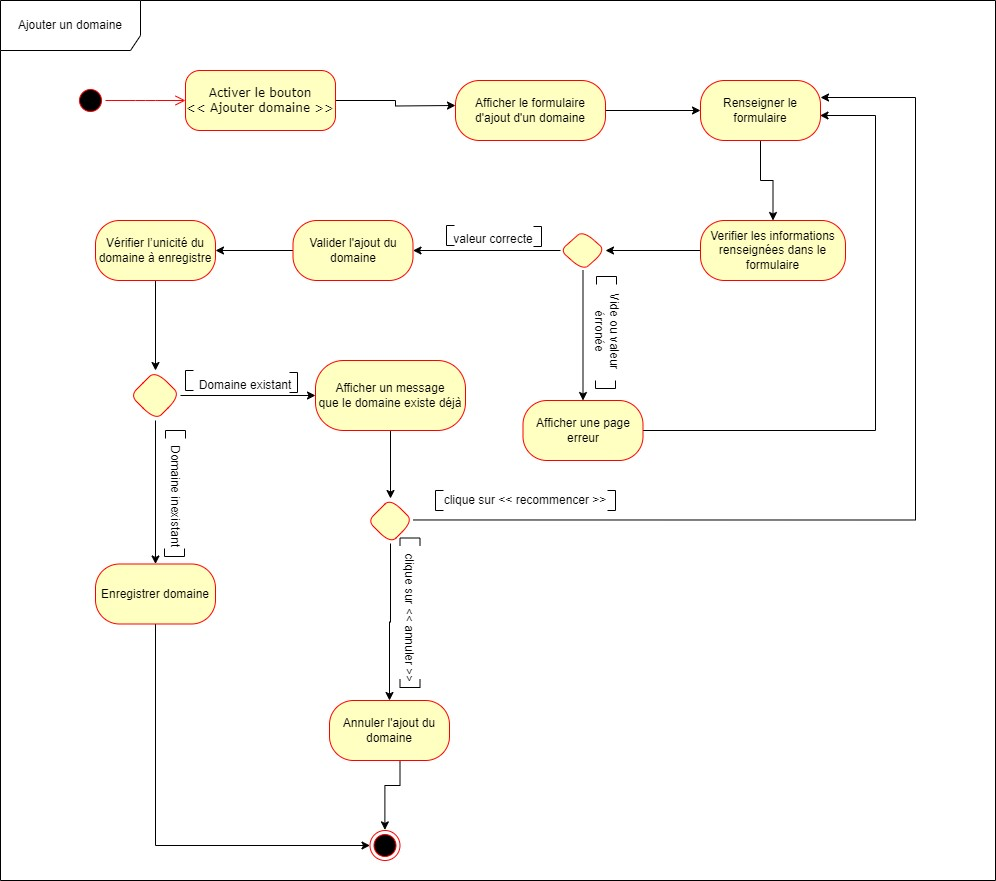 Ajouter un domaine
Activer le bouton
<< Ajouter domaine >>
Afficher le formulaire
d'ajout d'un domaine
Renseigner le
formulaire
Vérifier l'unicité du
domaine à enregistre
Valider l'ajout du
domaine
valeur correcte
Verifier les informations
renseignées dans le
formulaire
Vide ou valeur
érronée
Domaine existant
Afficher un message
que le domaine existe déjà
Afficher une page
erreur
Domaine inexistant
clique sur << recommencer >>
clique sur << annuler >>
Enregistrer domaine
Annuler l'ajout du
domaine